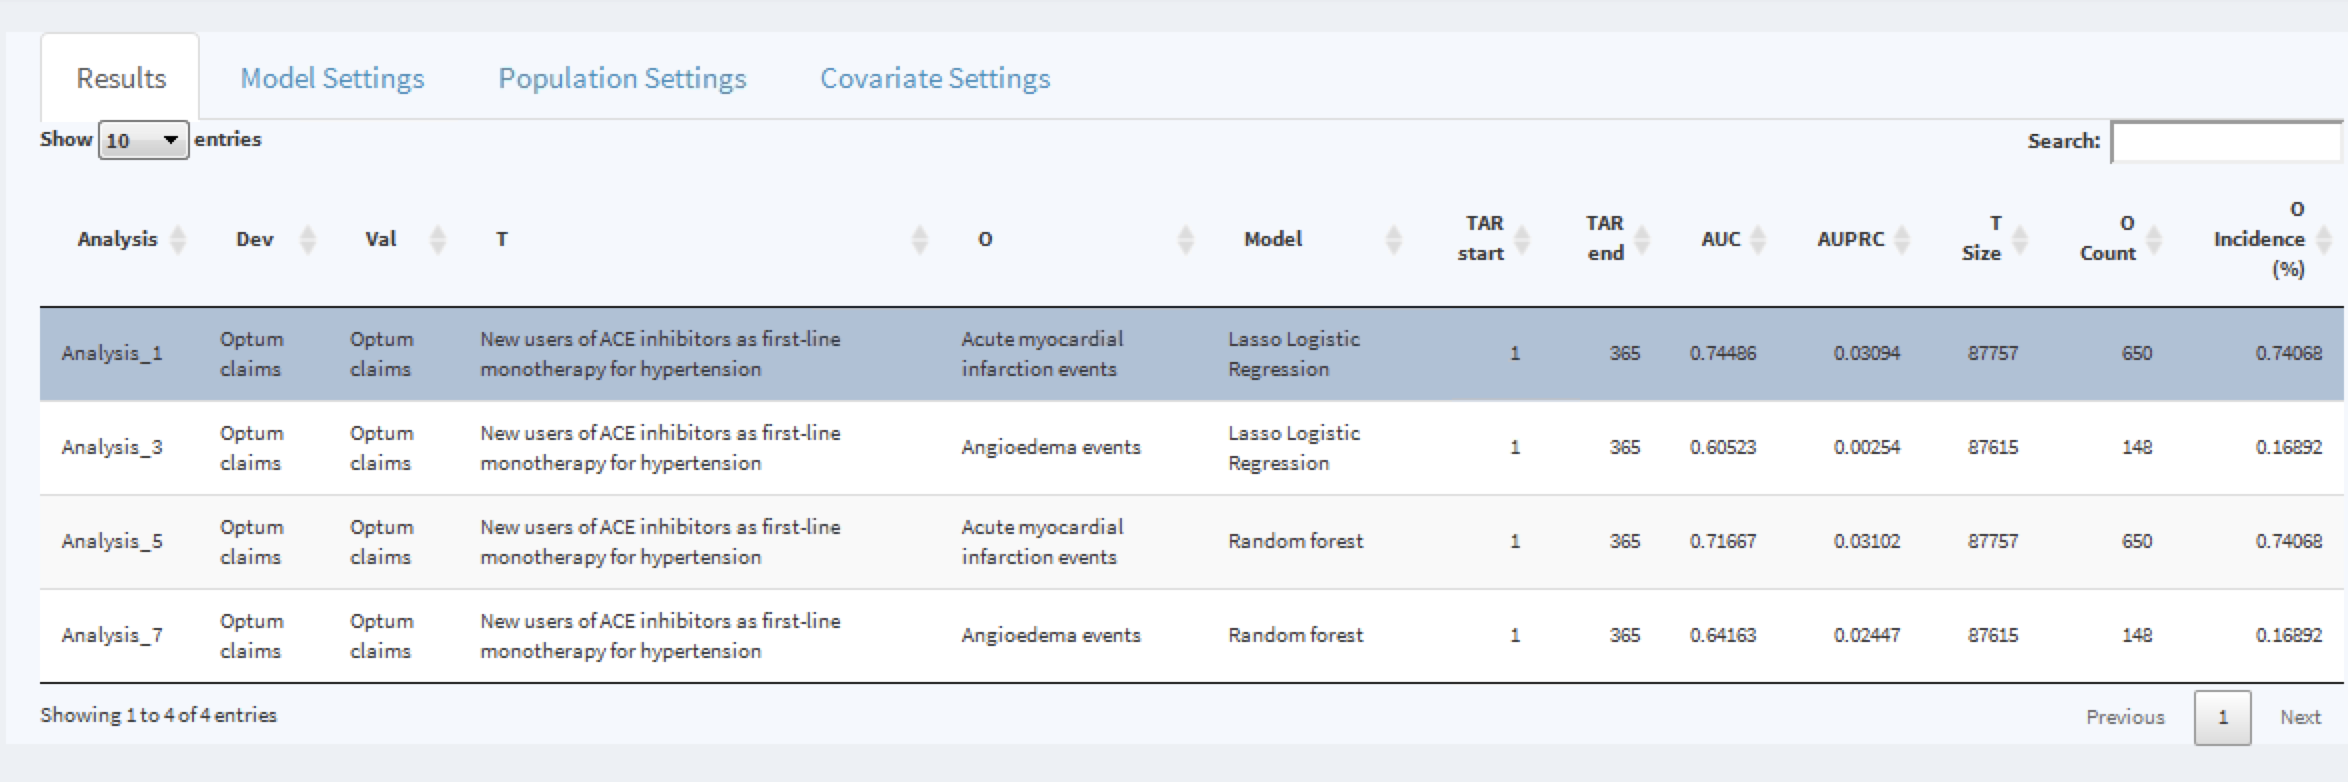 Results Model Settings Population Settings Covariate Settings
Show 10 entries Search:
Analysis Dev Val T O Model TAR start TAR end AUC AUPRC T Size O Count O Incidence (%)
Analysis_1 Optum claims Optum claims New users of ACE inhibitors as first-line monotherapy for hypertension Acute myocardial infarction events Lasso Logistic Regression 1 365 0.74486 0.03094 87757 650 0.74068
Analysis_3 Optum claims Optum claims New users of ACE inhibitors as first-line monotherapy for hypertension Angioedema events Lasso Logistic Regression 1 365 0.60523 0.00254 87615 148 0.16892
Analysis_5 Optum claims Optum claims New users of ACE inhibitors as first-line monotherapy for hypertension Acute myocardial infarction events Random forest 1 365 0.71667 0.03102 87757 650 0.74068
Analysis_7 Optum claims Optum claims New users of ACE inhibitors as first-line monotherapy for hypertension Angioedema events Random forest 1 365 0.64163 0.02447 87615 148 0.16892
Showing 1 to 4 of 4 entries Previous 1 Next